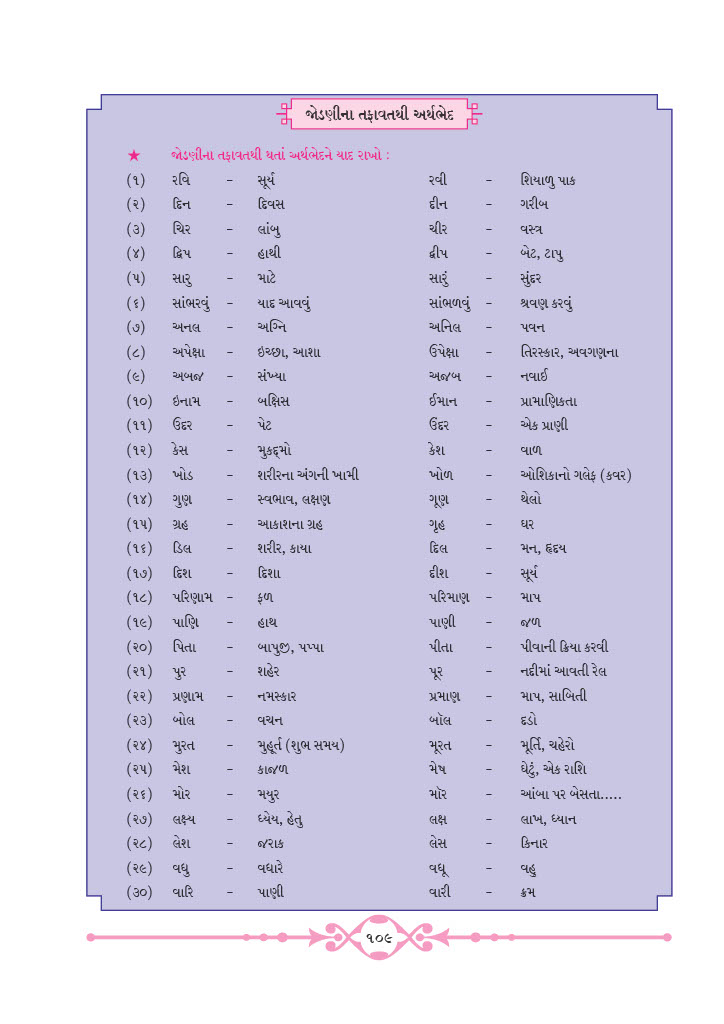 જોડણીના તફાવતથી અર્થભેદ
★ જોડણીના તફાવતથી થતાં અર્થભેદને યાદ રાખો :
(૧) રવિ – સૂર્ય રવી – શિયાળુ પાક
(૨) દિન – દિવસ દીન – ગરીબ
(૩) ચિર – લાંબુ ચીર – વસ્ત્ર
(૪) દ્વિપ – હાથી દ્વીપ – બેટ, ટાપુ
(૫) સારુ – માટે સારું – સુંદર
(૬) સાંભરવું – યાદ આવવું સાંભળવું – શ્રવણ કરવું
(૭) અનલ – અગ્નિ અનિલ – પવન
(૮) અપેક્ષા – ઇચ્છા, આશા ઉપેક્ષા – તિરસ્કાર, અવગણના
(૯) અબજ – સંખ્યા અજબ – નવાઈ
(૧૦) ઇનામ – બક્ષિસ ઈમાન – પ્રામાણિકતા
(૧૧) ઉદર – પેટ ઉંદર – એક પ્રાણી
(૧૨) કેસ – મુકદ્દમો કેશ – વાળ
(૧૩) ખોડ – શરીરના અંગની ખામી ખોળ – ઓશિકાનો ગલેફ (કવર)
(૧૪) ગુણ – સ્વભાવ, લક્ષણ ગૂણ – થેલો
(૧૫) ગ્રહ – આકાશના ગ્રહ ગૃહ – ઘર
(૧૬) ડિલ – શરીર, કાયા દિલ – મન, હૃદય
(૧૭) દિશ – દિશા દીશ – સૂર્ય
(૧૮) પરિણામ – ફળ પરિમાણ – માપ
(૧૯) પાણિ – હાથ પાણી – જળ
(૨૦) પિતા – બાપુજી, પપ્પા પીતા – પીવાની ક્રિયા કરવી
(૨૧) પુર – શહેર પૂર – નદીમાં આવતી રેલ
(૨૨) પ્રણામ – નમસ્કાર પ્રમાણ – માપ, સાબિતી
(૨૩) બોલ – વચન બૉલ – દડો
(૨૪) મુરત – મુહૂર્ત (શુભ સમય) મૂરત – મૂર્તિ, ચહેરો
(૨૫) મેશ – કાજળ મેષ – ઘેટું, એક રાશિ
(૨૬) મોર – મયુર મૉર – આંબા પર બેસતા.....
(૨૭) લક્ષ્ય – ધ્યેય, હેતુ લક્ષ – લાખ, ધ્યાન
(૨૮) લેશ – જરાક લેસ – કિનાર
(૨૯) વધુ – વધારે વધૂ – વહુ
(૩૦) વારિ – પાણી વારી – ક્રમ
૧૦૯